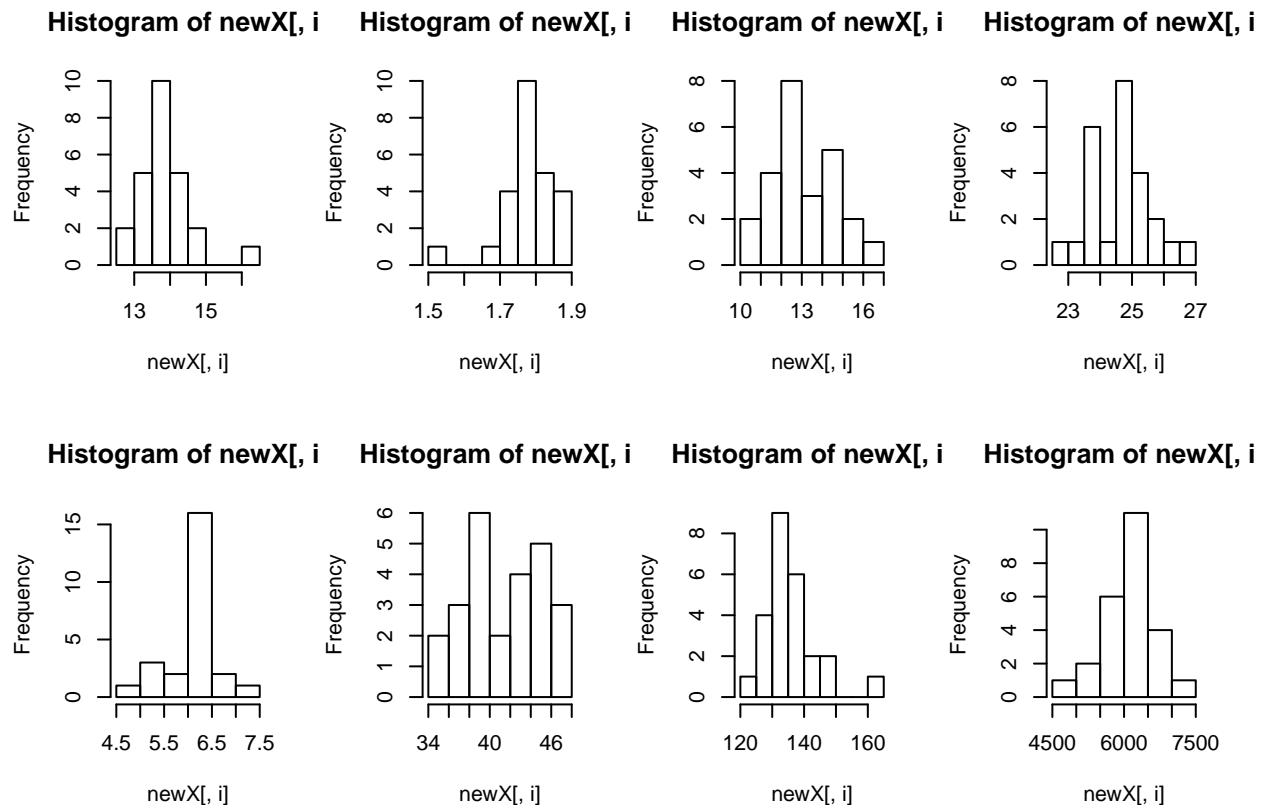 Histogram of newX[, i
Histogram of newX[, i
Histogram of newX[, i
Histogram of newX[, i
Frequency
0 2 4 6 8 10
13 15
newX[, i]
Frequency
0 2 4 6 8 10
1.5 1.7 1.9
newX[, i]
Frequency
0 2 4 6 8
10 13 16
newX[, i]
Frequency
0 2 4 6 8
23 25 27
newX[, i]
Histogram of newX[, i
Histogram of newX[, i
Histogram of newX[, i
Histogram of newX[, i
Frequency
0 5 10 15
4.5 5.5 6.5 7.5
newX[, i]
Frequency
0 1 2 3 4 5 6
34 40 46
newX[, i]
Frequency
0 2 4 6 8
120 140 160
newX[, i]
Frequency
0 2 4 6 8
4500 6000 7500
newX[, i]